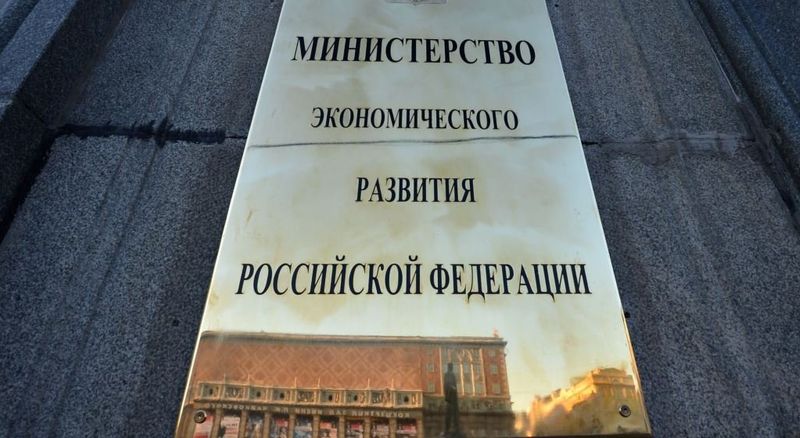 МИНИСТЕРСТВО
ЭКОНОМИЧЕСКОГО
РАЗВИТИЯ
РОССИЙСКОЙ ФЕДЕРАЦИИ